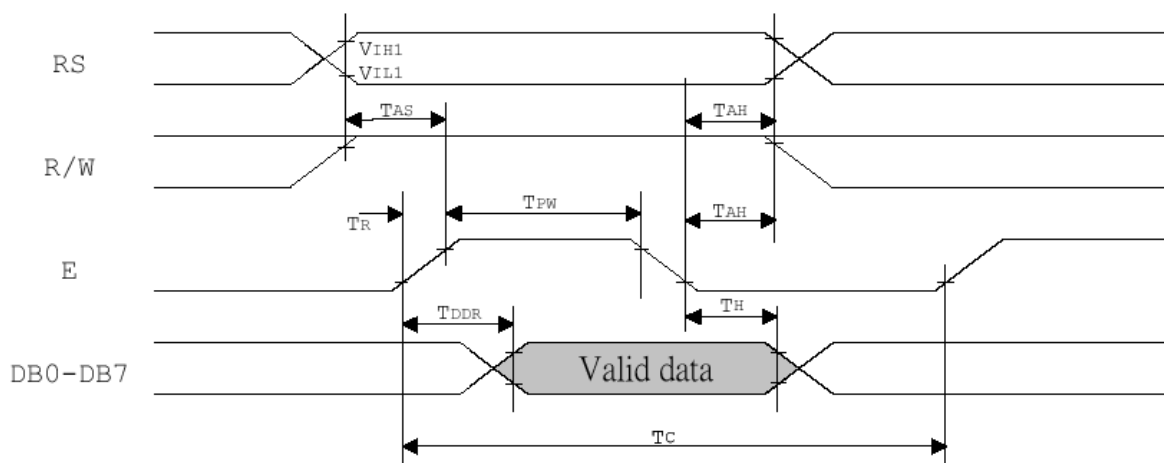 RS
VIH1
VIL1
TAS
TAH
R/W
TR
TPW
TAH
E
TDDR
TH
DB0-DB7
Valid data
TC